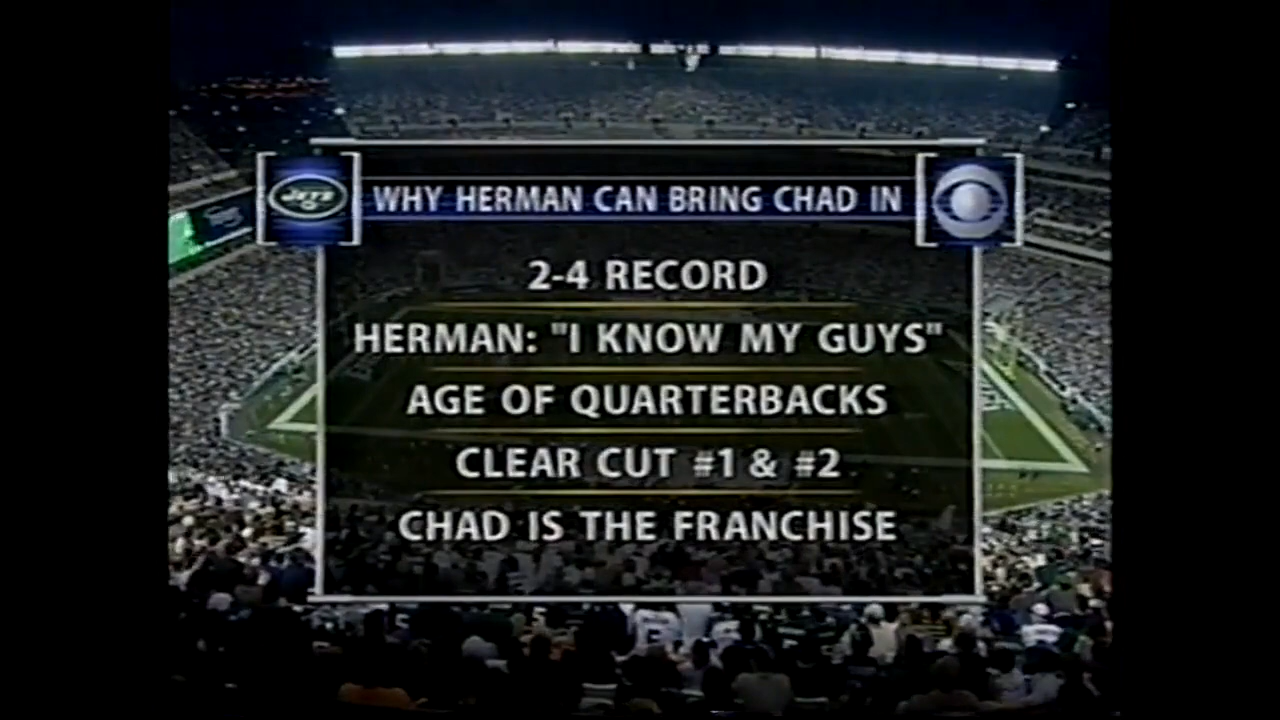 JETS
WHY HERMAN CAN BRING CHAD IN
2-4 RECORD
HERMAN: "I KNOW MY GUYS"
AGE OF QUARTERBACKS
CLEAR CUT #1 & #2
CHAD IS THE FRANCHISE